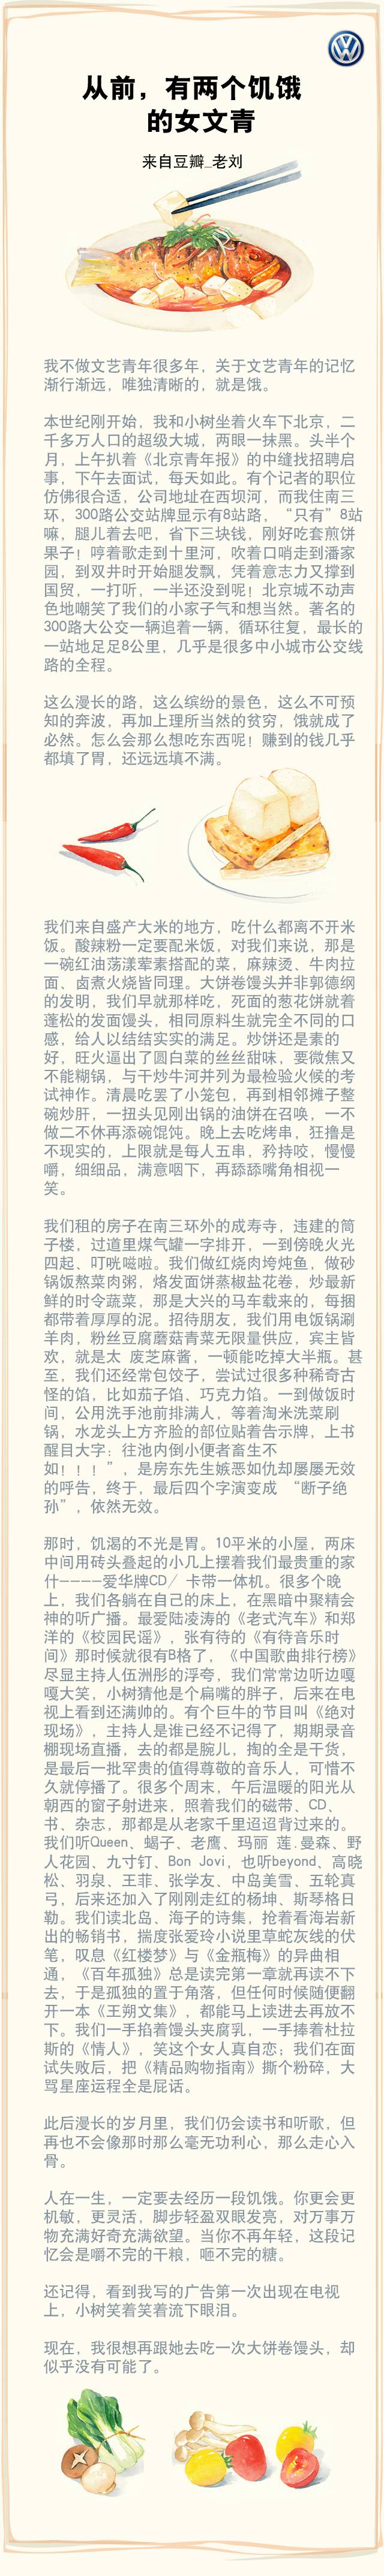 从前，有两个饥饿
的女文青
来自豆瓣_老刘
我不做文艺青年很多年，关于文艺青年的记忆
渐行渐远，唯独清晰的，就是饿。
本世纪刚开始，我和小树坐着火车下北京，二
千多万人口的超级大城，两眼一抹黑。头半个
月，上午扒着《北京青年报》的中缝找招聘启
事，下午去面试，每天如此。有个记者的职位
仿佛很合适，公司地址在西坝河，而我住南三
环，300路公交站牌显示有8站路，“只有”8站
嘛，腿儿着去吧，省下三块钱，刚好吃套煎饼
果子！哼着歌走到十里河，吹着口哨走到潘家
园，到双井时开始腿发飘，凭着意志力又撑到
国贸，一打听，一半还没到呢！北京城不动声
色地嘲笑了我们的小家子气和想当然。著名的
300路大公交一辆追着一辆，循环往复，最长的
一站地足足8公里，几乎是很多中小城市公交线
路的全程。
这么漫长的路，这么缤纷的景色，这么不可预
知的奔波，再加上理所当然的贫穷，饿就成了
必然。怎么会那么想吃东西呢！赚到的钱几乎
都填了胃，还远远填不满。
我们来自盛产大米的地方，吃什么都离不开米
饭。酸辣粉一定要配米饭，对我们来说，那是
一碗红油荡漾荤素搭配的菜，麻辣烫、牛肉拉
面、卤煮火烧皆同理。大饼卷馒头并非郭德纲
的发明，我们早就那样吃，死面的葱花饼就着
蓬松的发面馒头，相同原料生就完全不同的口
感，给人以结结实实的满足。炒饼还是素的
好，旺火逼出了圆白菜的丝丝甜味，要微焦又
不能糊锅，与干炒牛河并列为最检验火候的考
试神作。清晨吃罢了小笼包，再到相邻摊子整
碗炒肝，一扭头见刚出锅的油饼在召唤，一不
做二不休再添碗馄饨。晚上去吃烤串，狂撸是
不现实的，上限就是每人五串，矜持咬，慢慢
嚼，细细品，满意咽下，再舔舔嘴角相视一
笑。
我们租的房子在南三环外的成寿寺，违建的筒
子楼，过道里煤气罐一字排开，一到傍晚火光
四起、叮咣嗞啦。我们做红烧肉垮炖鱼，做砂
锅饭熬菜肉粥，烙发面饼蒸椒盐花卷，炒最新
鲜的时令蔬菜，那是大兴的马车载来的，每捆
都带着厚厚的泥。招待朋友，我们用电饭锅涮
羊肉，粉丝豆腐蘑菇青菜无限量供应，宾主皆
欢，就是太 废芝麻酱，一顿能吃掉大半瓶。甚
至，我们还经常包饺子，尝试过很多种稀奇古
怪的馅，比如茄子馅、巧克力馅。一到做饭时
间，公用洗手池前排满人，等着淘米洗菜刷
锅，水龙头上方齐脸的部位贴着告示牌，上书
醒目大字：往池内倒小便者畜生不
如！！！”，是房东先生嫉恶如仇却屡屡无效
的呼告，终于，最后四个字演变成 “断子绝
孙”，依然无效。
那时，饥渴的不光是胃。10平米的小屋，两床
中间用砖头叠起的小几上摆着我们最贵重的家
什----爱华牌CD/ 卡带一体机。很多个晚
上，我们各躺在自己的床上，在黑暗中聚精会
神的听广播。最爱陆凌涛的《老式汽车》和郑
洋的《校园民谣》，张有待的《有待音乐时
间》那时候就很有B格了，《中国歌曲排行榜》
尽显主持人伍洲彤的浮夸，我们常常边听边嘎
嘎大笑，小树猜他是个扁嘴的胖子，后来在电
视上看到还满帅的。有个巨牛的节目叫《绝对
现场》，主持人是谁已经不记得了，期期录音
棚现场直播，去的都是腕儿，掏的全是干货，
是最后一批罕贵的值得尊敬的音乐人，可惜不
久就停播了。很多个周末，午后温暖的阳光从
朝西的窗子射进来，照着我们的磁带、CD、
书、杂志，那都是从老家千里迢迢背过来的。
我们听Queen、蝎子、老鹰、玛丽 莲.曼森、野
人花园、九寸钉、Bon Jovi，也听beyond、高晓
松、羽泉、王菲、张学友、中岛美雪、五轮真
弓，后来还加入了刚刚走红的杨坤、斯琴格日
勒。我们读北岛、海子的诗集，抢着看海岩新
出的畅销书，揣度张爱玲小说里草蛇灰线的伏
笔，叹息《红楼梦》与《金瓶梅》的异曲相
通，《百年孤独》总是读完第一章就再读不下
去，于是孤独的置于角落，但任何时候随便翻
开一本《王朔文集》，都能马上读进去再放不
下。我们一手掐着馒头夹腐乳，一手捧着杜拉
斯的《情人》，笑这个女人真自恋；我们在面
试失败后，把《精品购物指南》撕个粉碎，大
骂星座运程全是屁话。
此后漫长的岁月里，我们仍会读书和听歌，但
再也不会像那时那么毫无功利心，那么走心入
骨。
人在一生，一定要去经历一段饥饿。你更会更
机敏，更灵活，脚步轻盈双眼发亮，对万事万
物充满好奇充满欲望。当你不再年轻，这段记
忆会是嚼不完的干粮，咂不完的糖。
还记得，看到我写的广告第一次出现在电视
上，小树笑着笑着流下眼泪。
现在，我很想再跟她去吃一次大饼卷馒头，却
似乎没有可能了。